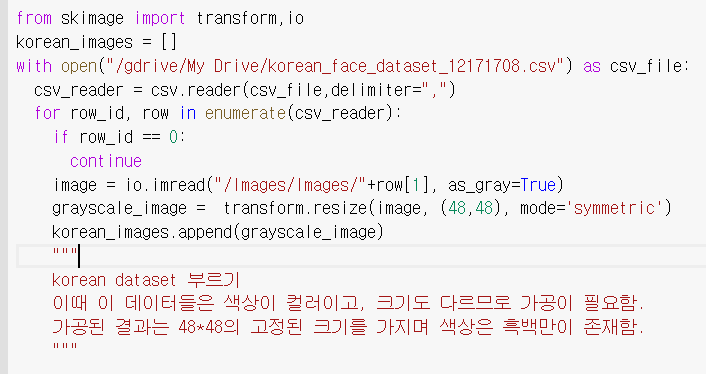 from skimage import transform,io
korean_images = []
with open("/gdrive/My Drive/korean_face_dataset_12171708.csv") as csv_file:
  csv_reader = csv.reader(csv_file,delimiter=",")
  for row_id, row in enumerate(csv_reader):
    if row_id == 0:
      continue
    image = io.imread("/Images/Images/"+row[1], as_gray=True)
    grayscale_image =  transform.resize(image, (48,48), mode='symmetric')
    korean_images.append(grayscale_image)
    """
    korean dataset 부르기
    이때 이 데이터들은 색상이 컬러이고, 크기도 다르므로 가공이 필요함.
    가공된 결과는 48*48의 고정된 크기를 가지며 색상은 흑백만이 존재함.
    """